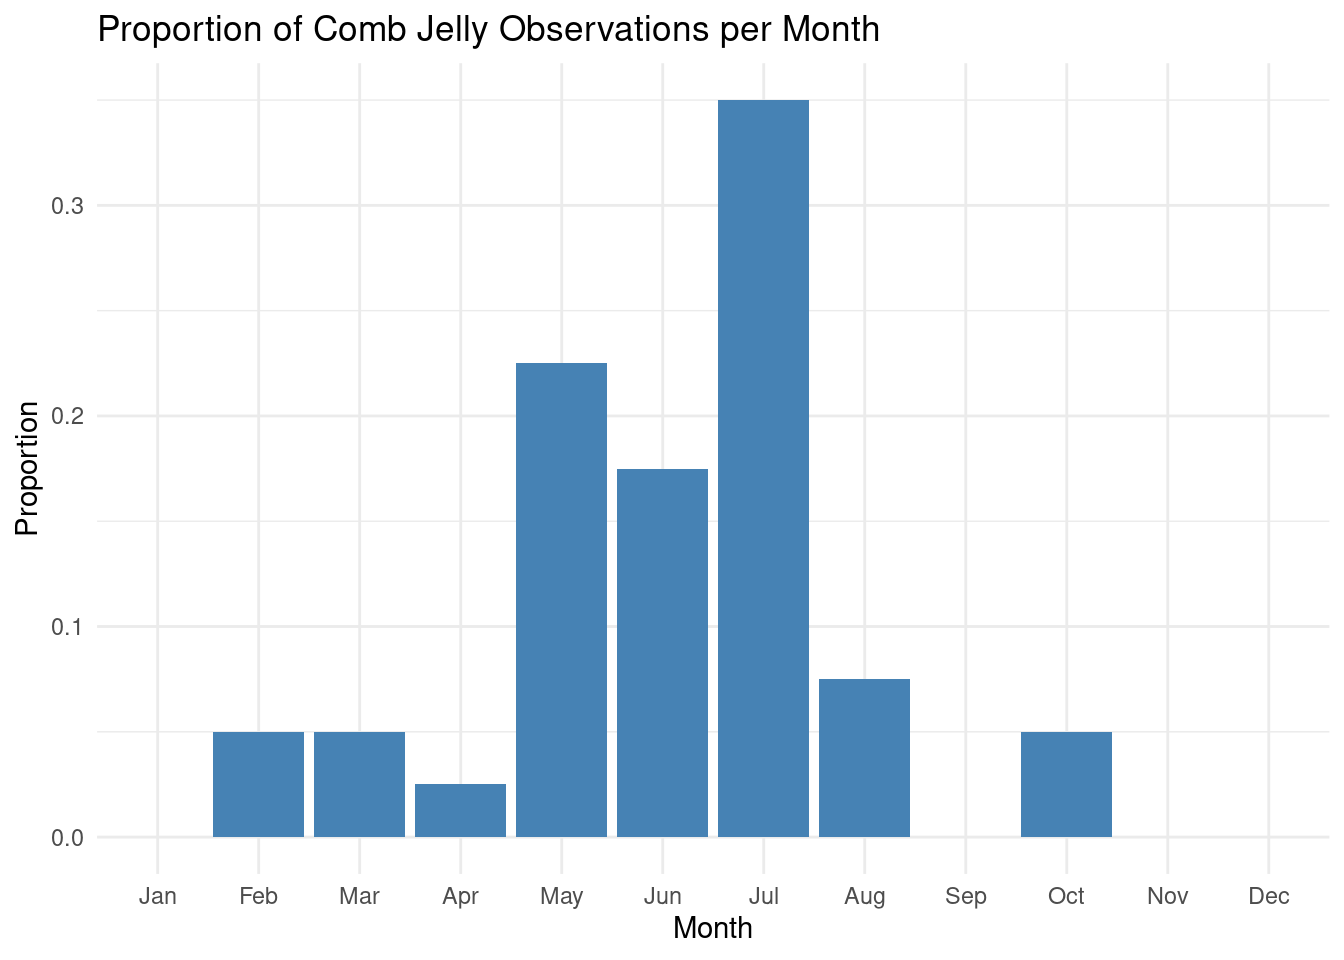 Proportion of Comb Jelly Observations per Month
0.3
0.2
0.1
0.0
Proportion
Jan Feb Mar Apr May Jun Jul Aug Sep Oct Nov Dec
Month